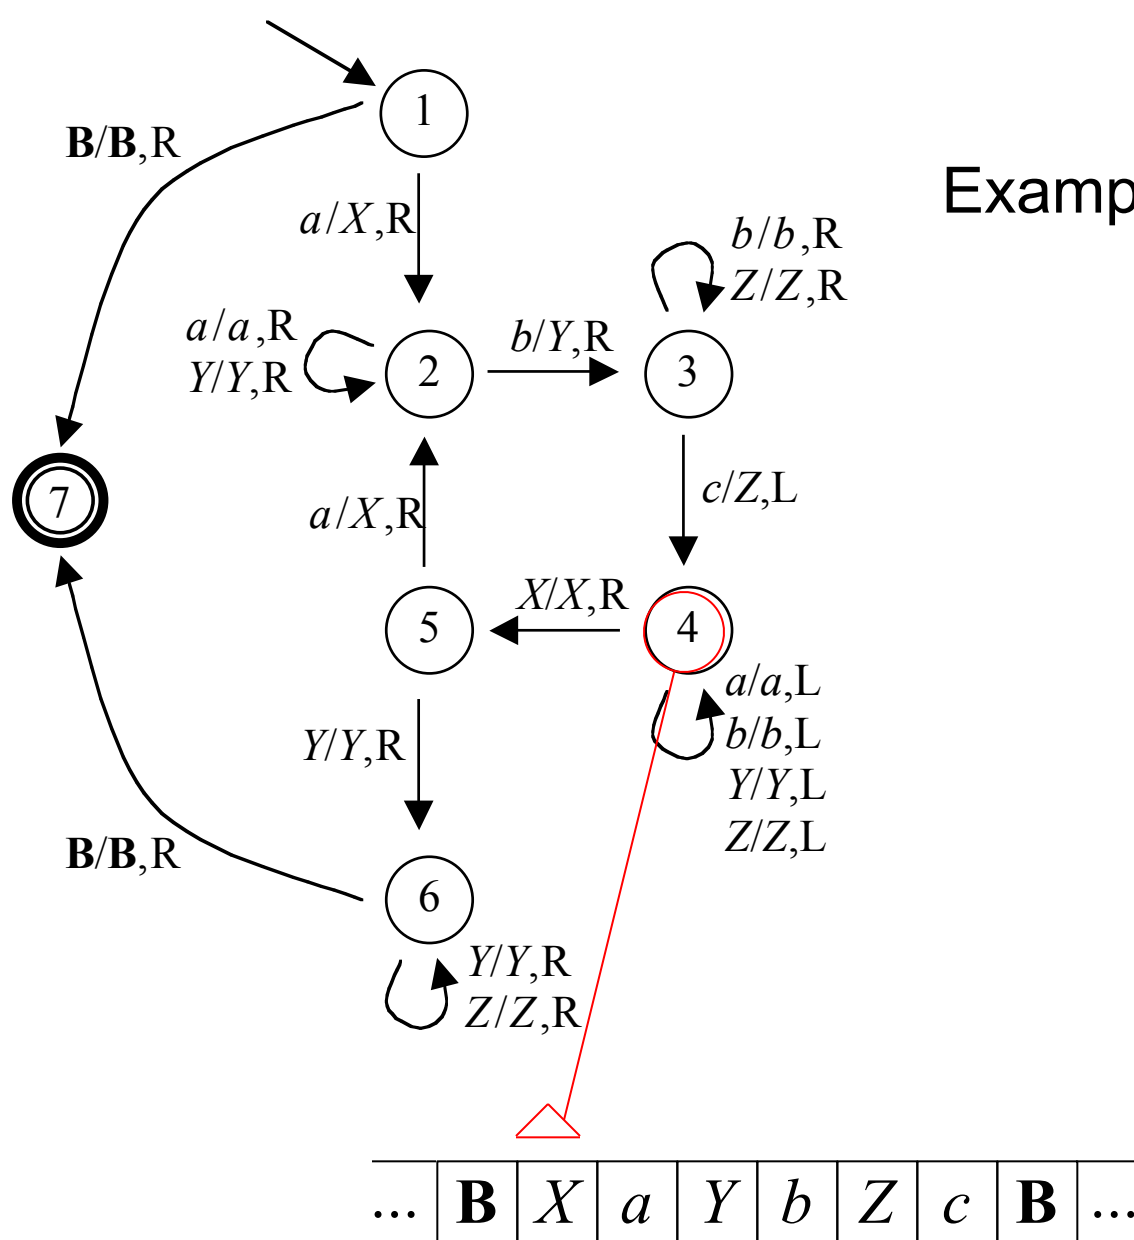 1
B/B,R
Examp
a/X,R
b/b,R
Z/Z,R
a/a,R
Y/Y,R
2
b/Y,R
3
7
a/X,R
c/Z,L
5
X/X,R
4
a/a,L
b/b,L
Y/Y,L
Z/Z,L
Y/Y,R
B/B,R
6
Y/Y,R
Z/Z,R
... B X a Y b Z c B ...